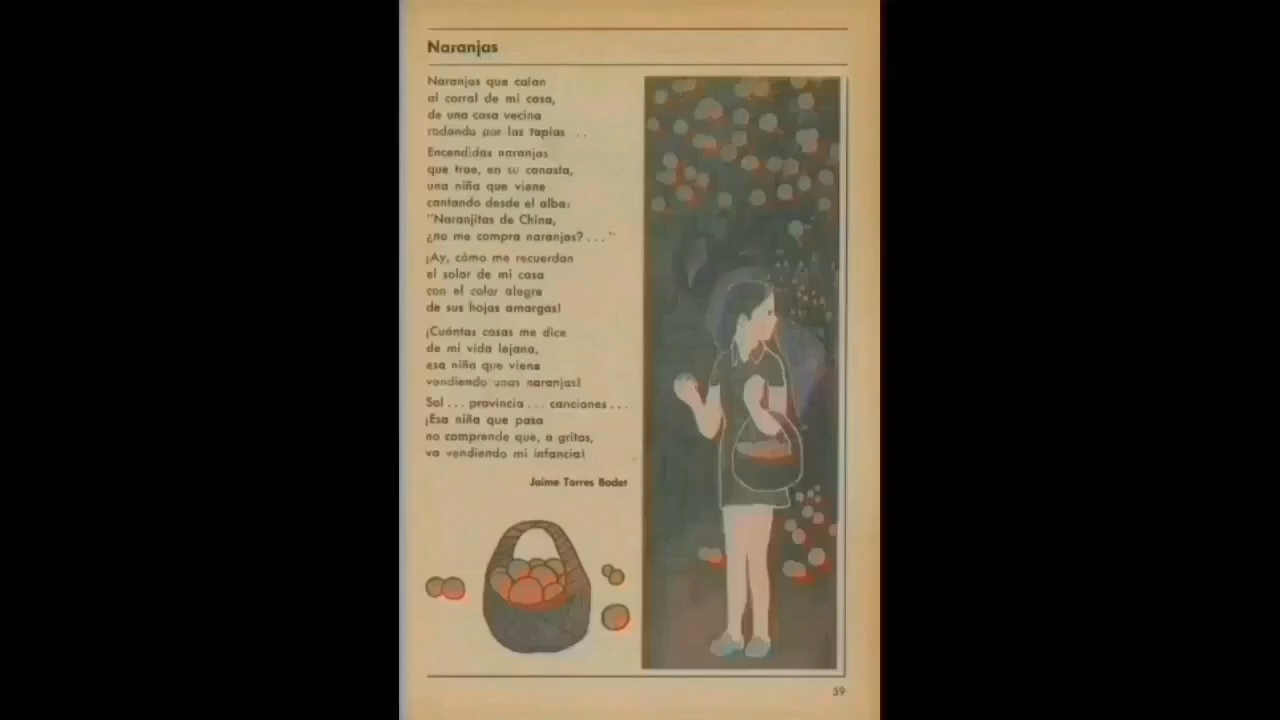 Naranjas
Naranjas que caían
al corral de mi casa,
de una casa vecina
rodando por las tapias ...
Encendidas naranjas
que trae, en su canasta,
una niña que viene
cantando desde el alba:
"Naranjitas de China,
¿no me compra naranjas? ... "
¡Ay, cómo me recuerdan
el solar de mi casa
con el color alegre
de sus hojas amargas!
¡Cuántas cosas me dice
de mi vida lejana,
esa niña que viene
vendiendo unas naranjas!
Sol ... provincia ... canciones ...
¡Esa niña que pasa
no comprende que, a gritos,
va vendiendo mi infancia!
Jaime Torres Bodet
59